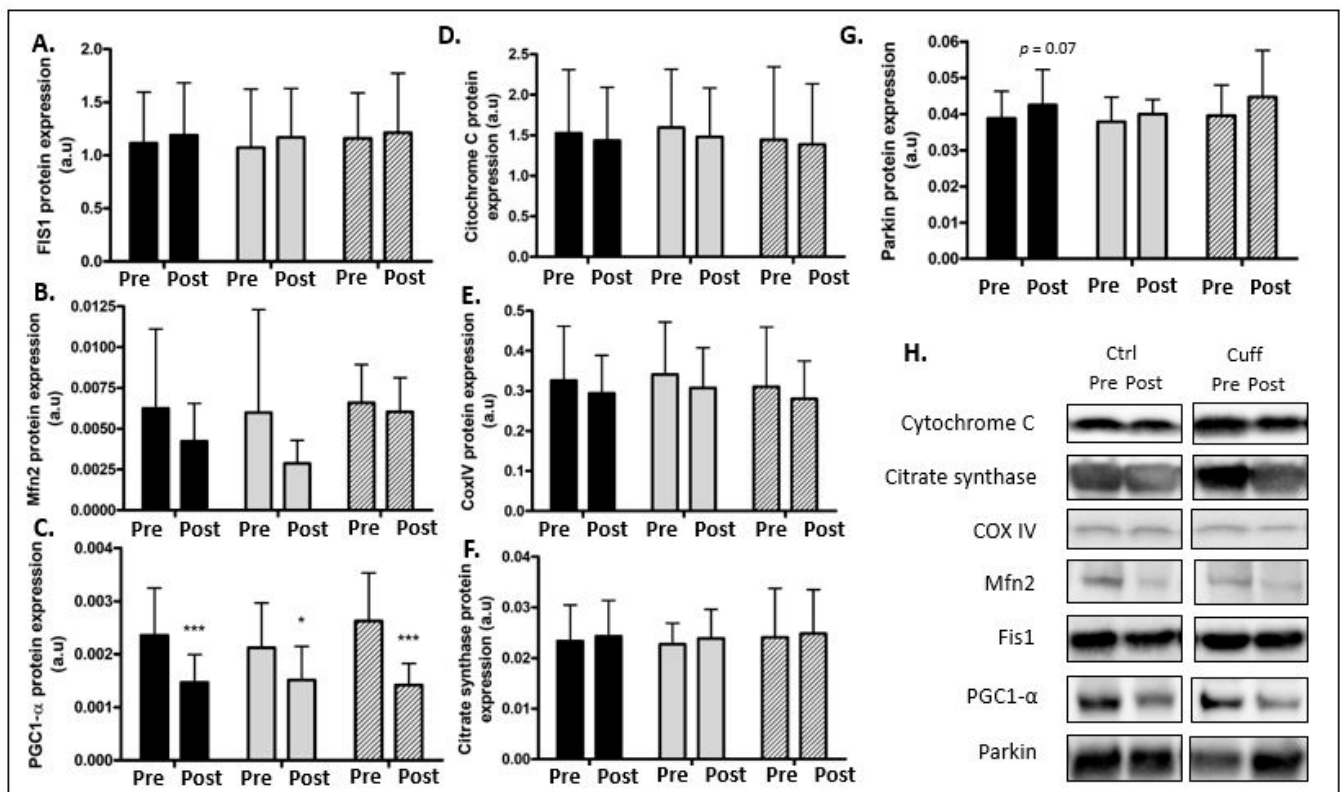 A.
FIS1 protein expression
(a.u)
2.0
1.5
1.0
0.5
0.0
Pre Post Pre Post Pre Post
B.
Mfn2 protein expression
(a.u)
0.0125
0.0100
0.0075
0.0050
0.0025
0.0000
Pre Post Pre Post Pre Post
C.
PGC1-α protein expression
(a.u)
0.004
0.003
0.002
0.001
0.000
*** * ***
Pre Post Pre Post Pre Post
D.
Citochrome C protein
expression (a.u)
2.5
2.0
1.5
1.0
0.5
0.0
Pre Post Pre Post Pre Post
E.
CoxIV protein expression
(a.u)
0.5
0.4
0.3
0.2
0.1
0.0
Pre Post Pre Post Pre Post
F.
Citrate synthase protein
expression (a.u)
0.04
0.03
0.02
0.01
0.00
Pre Post Pre Post Pre Post
G.
Parkin protein expression
(a.u)
0.06
0.05
0.04
0.03
0.02
0.01
0.00
p = 0.07
Pre Post Pre Post Pre Post
H.
Ctrl Cuff
Pre Post Pre Post
Cytochrome C
Citrate synthase
COX IV
Mfn2
Fis1
PGC1-α
Parkin